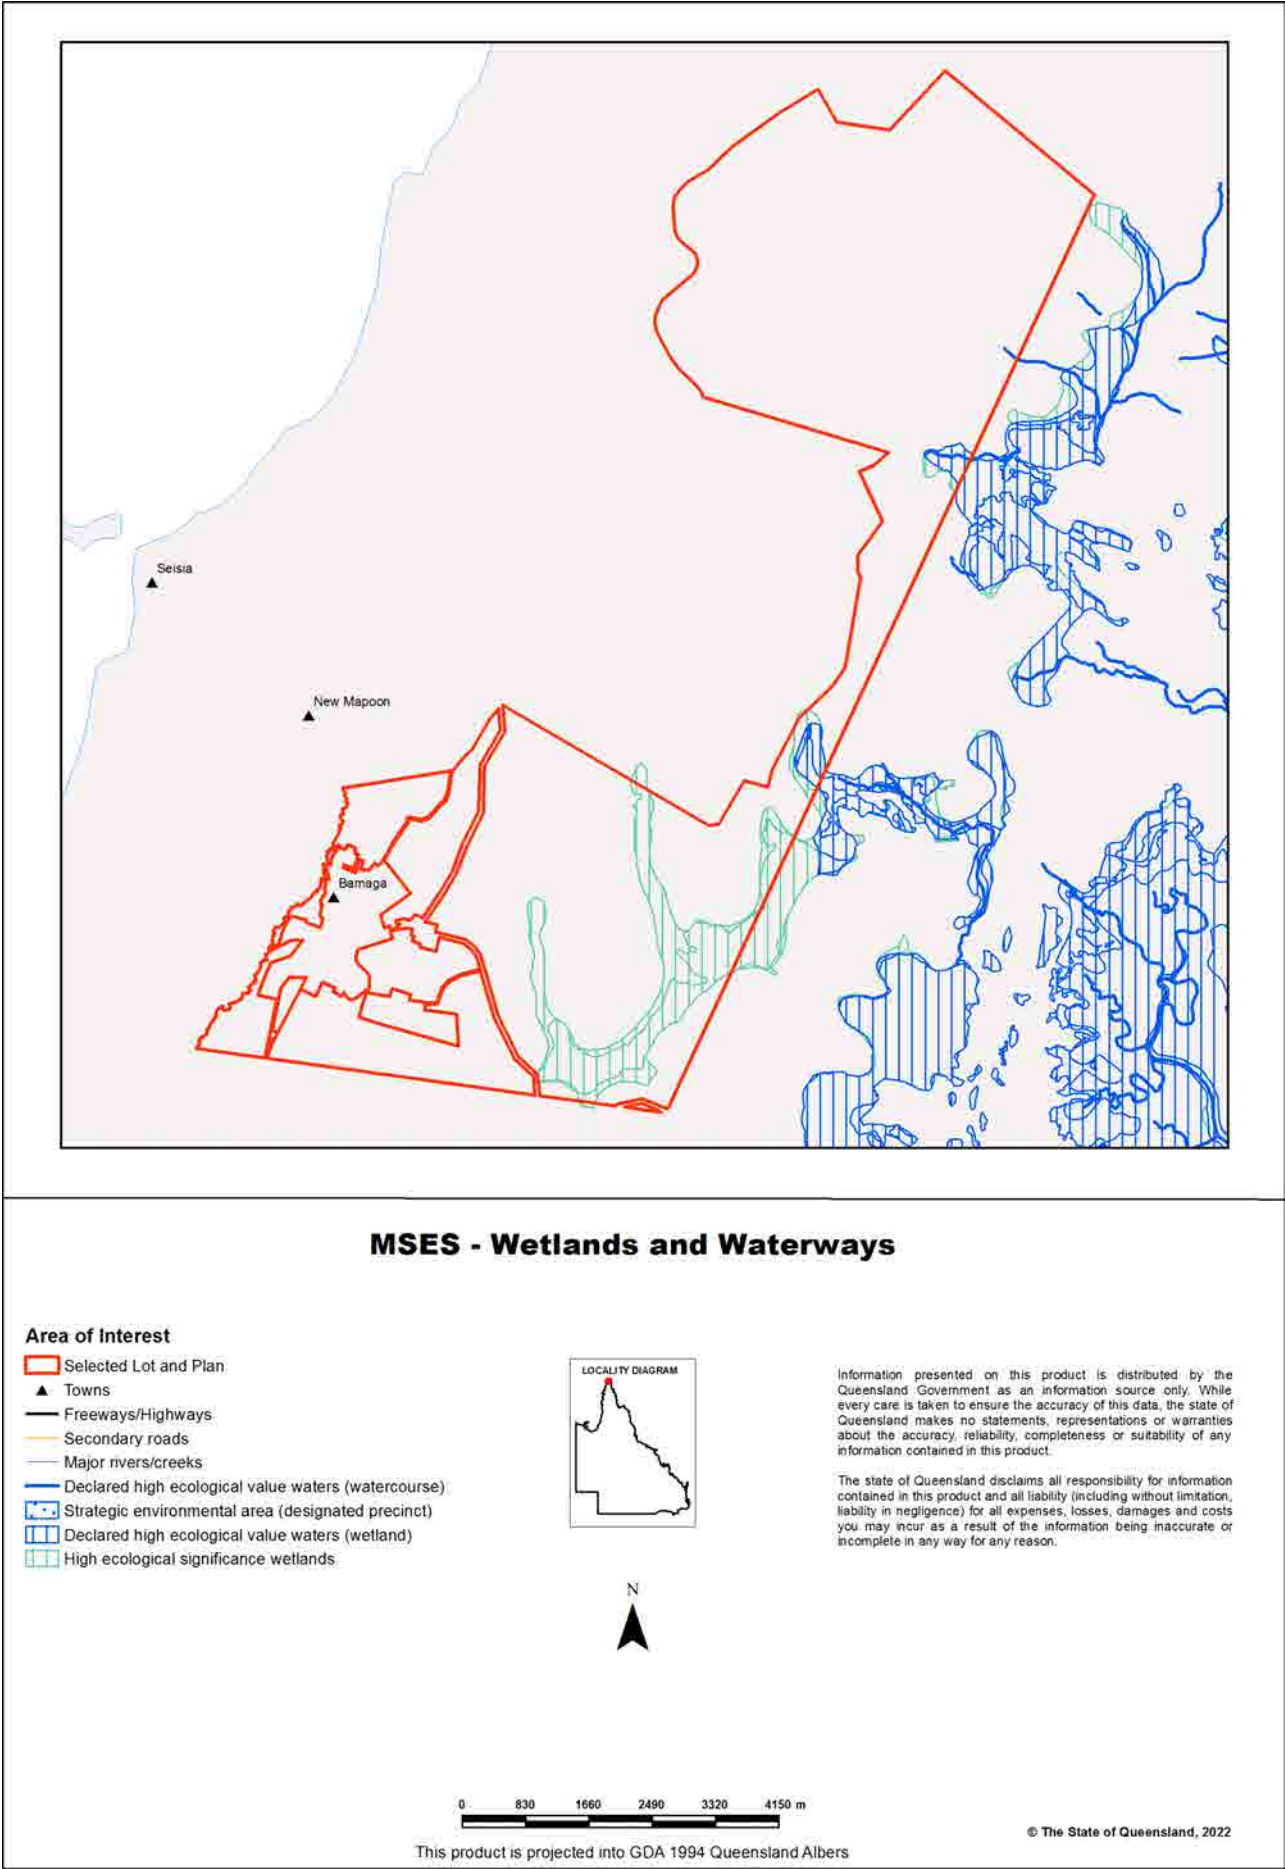 Seisia
New Mapoon
Bamaga
MSES - Wetlands and Waterways
Area of Interest
Selected Lot and Plan
Towns
Freeways/Highways
Secondary roads
Major rivers/creeks
Declared high ecological value waters (watercourse)
Strategic environmental area (designated precinct)
Declared high ecological value waters (wetland)
High ecological significance wetlands
LOCALITY DIAGRAM
N
Information presented on this product is distributed by the
Queensland Government as an information source only. While
every care is taken to ensure the accuracy of this data, the state of
Queensland makes no statements, representations or warranties
about the accuracy, reliability, completeness or suitability of any
information contained in this product.
The state of Queensland disclaims all responsibility for information
contained in this product and all liability (including without limitation,
liability in negligence) for all expenses, losses, damages and costs
you may incur as a result of the information being inaccurate or
incomplete in any way for any reason.
0 830 1660 2490 3320 4150 m
This product is projected into GDA 1994 Queensland Albers
© The State of Queensland, 2022